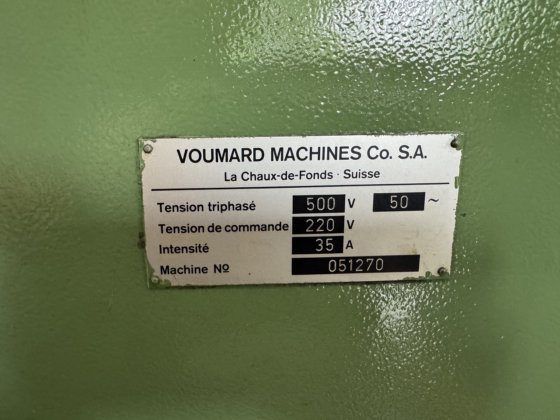 VOUMARD MACHINES Co. S.A.
La Chaux-de-Fonds · Suisse
Tension triphasé 500 V 50 ~
Tension de commande 220 V
Intensité 35 A
Machine Nº 051270